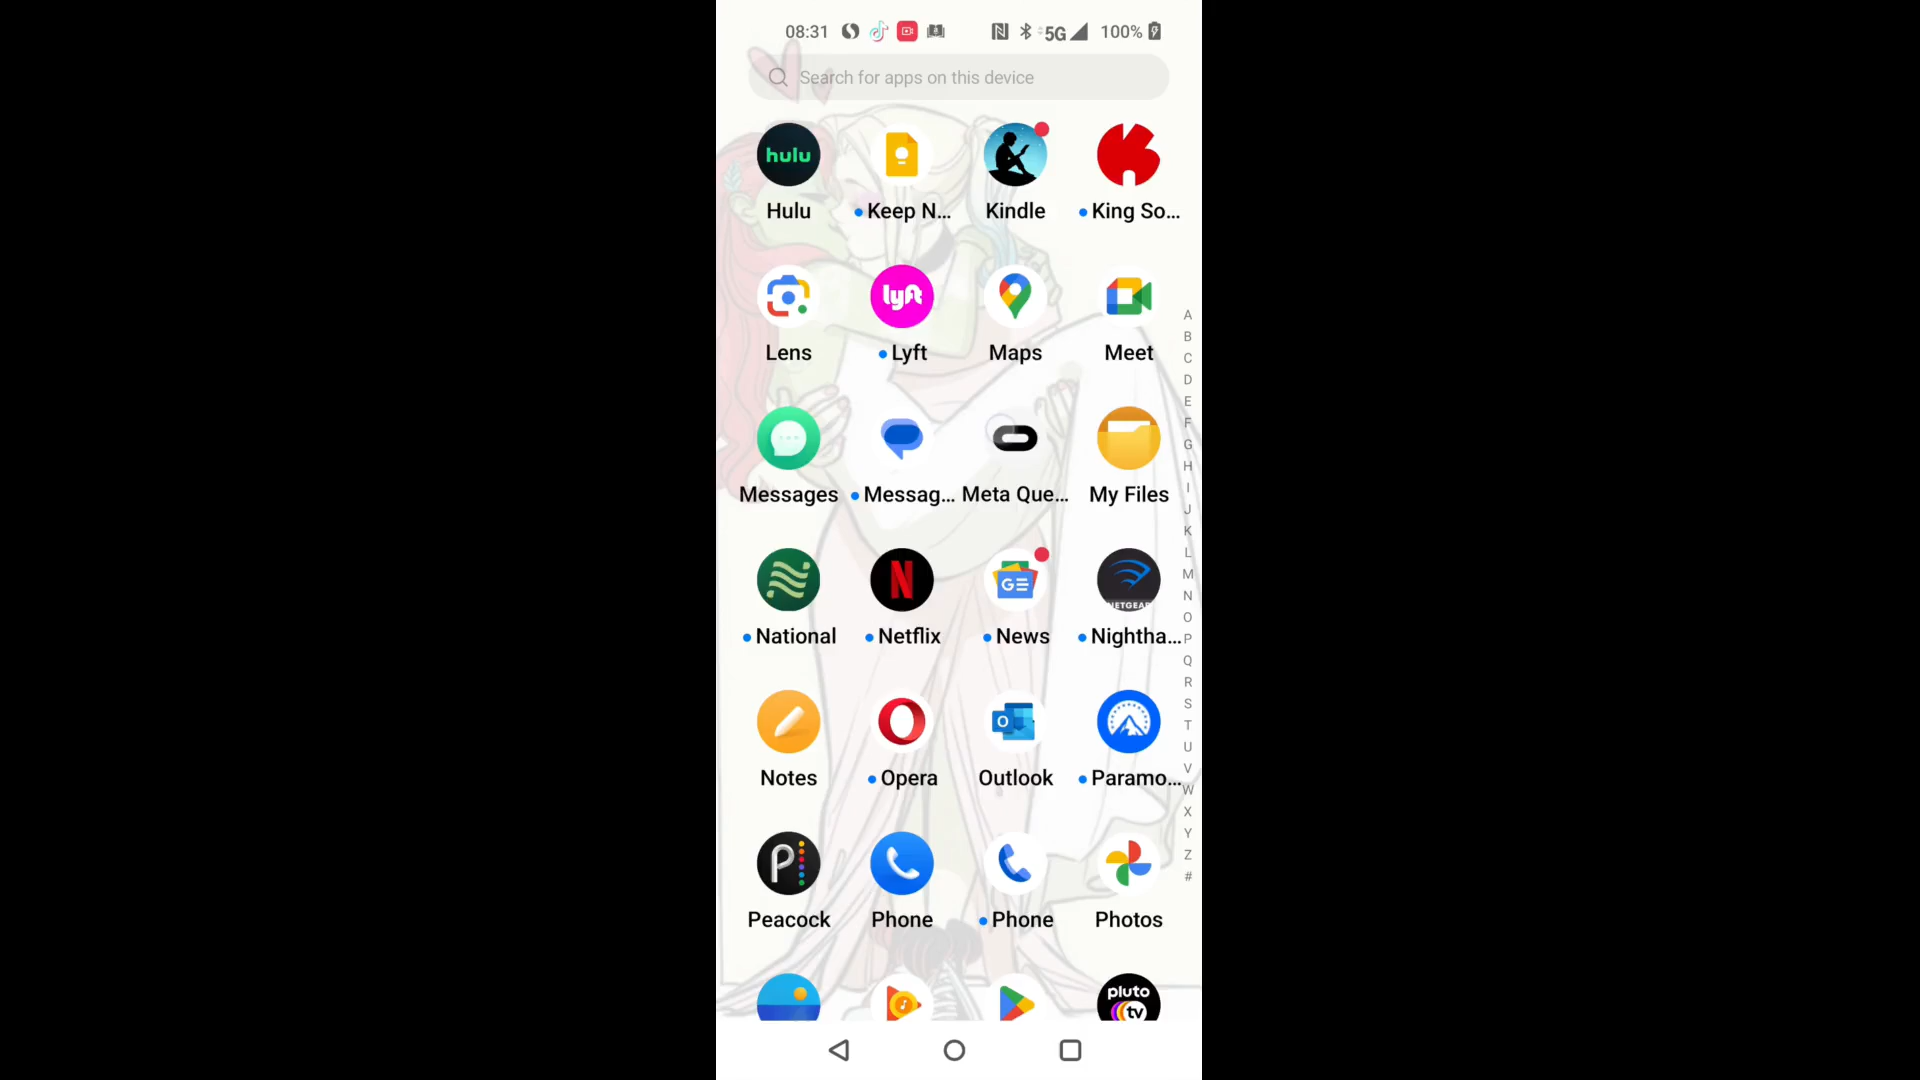 08:31 5G 100%
Search for apps on this device
hulu
Hulu Keep N... Kindle King So...
lyft
Lens Lyft Maps Meet
Messages Messag... Meta Que... My Files
N GE NETGEAR
National Netflix News Nightha...
O
Notes Opera Outlook Paramo...
P
Peacock Phone Phone Photos
pluto
tv
A
B
C
D
E
F
G
H
I
J
K
L
M
N
O
P
Q
R
S
T
U
V
W
X
Y
Z
#